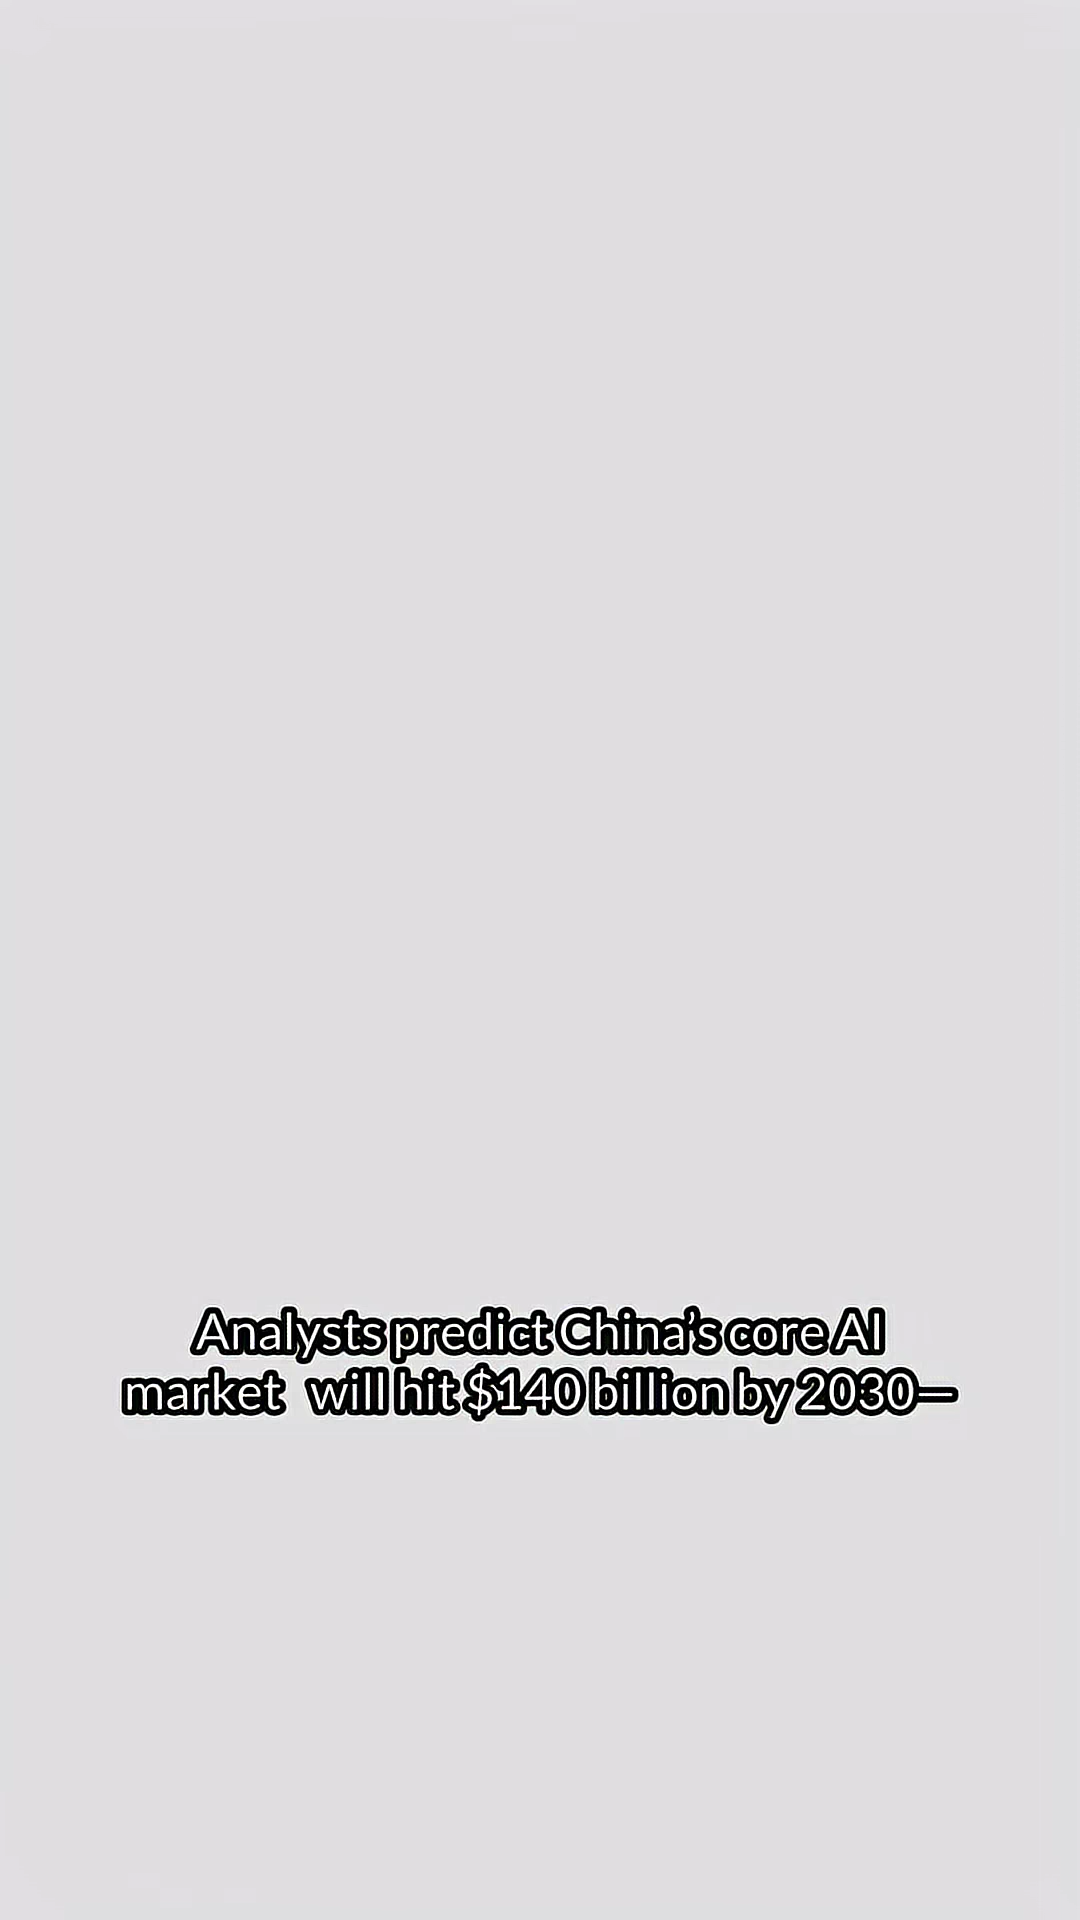 Analysts predict China’s core AI
market will hit $140 billion by 2030—